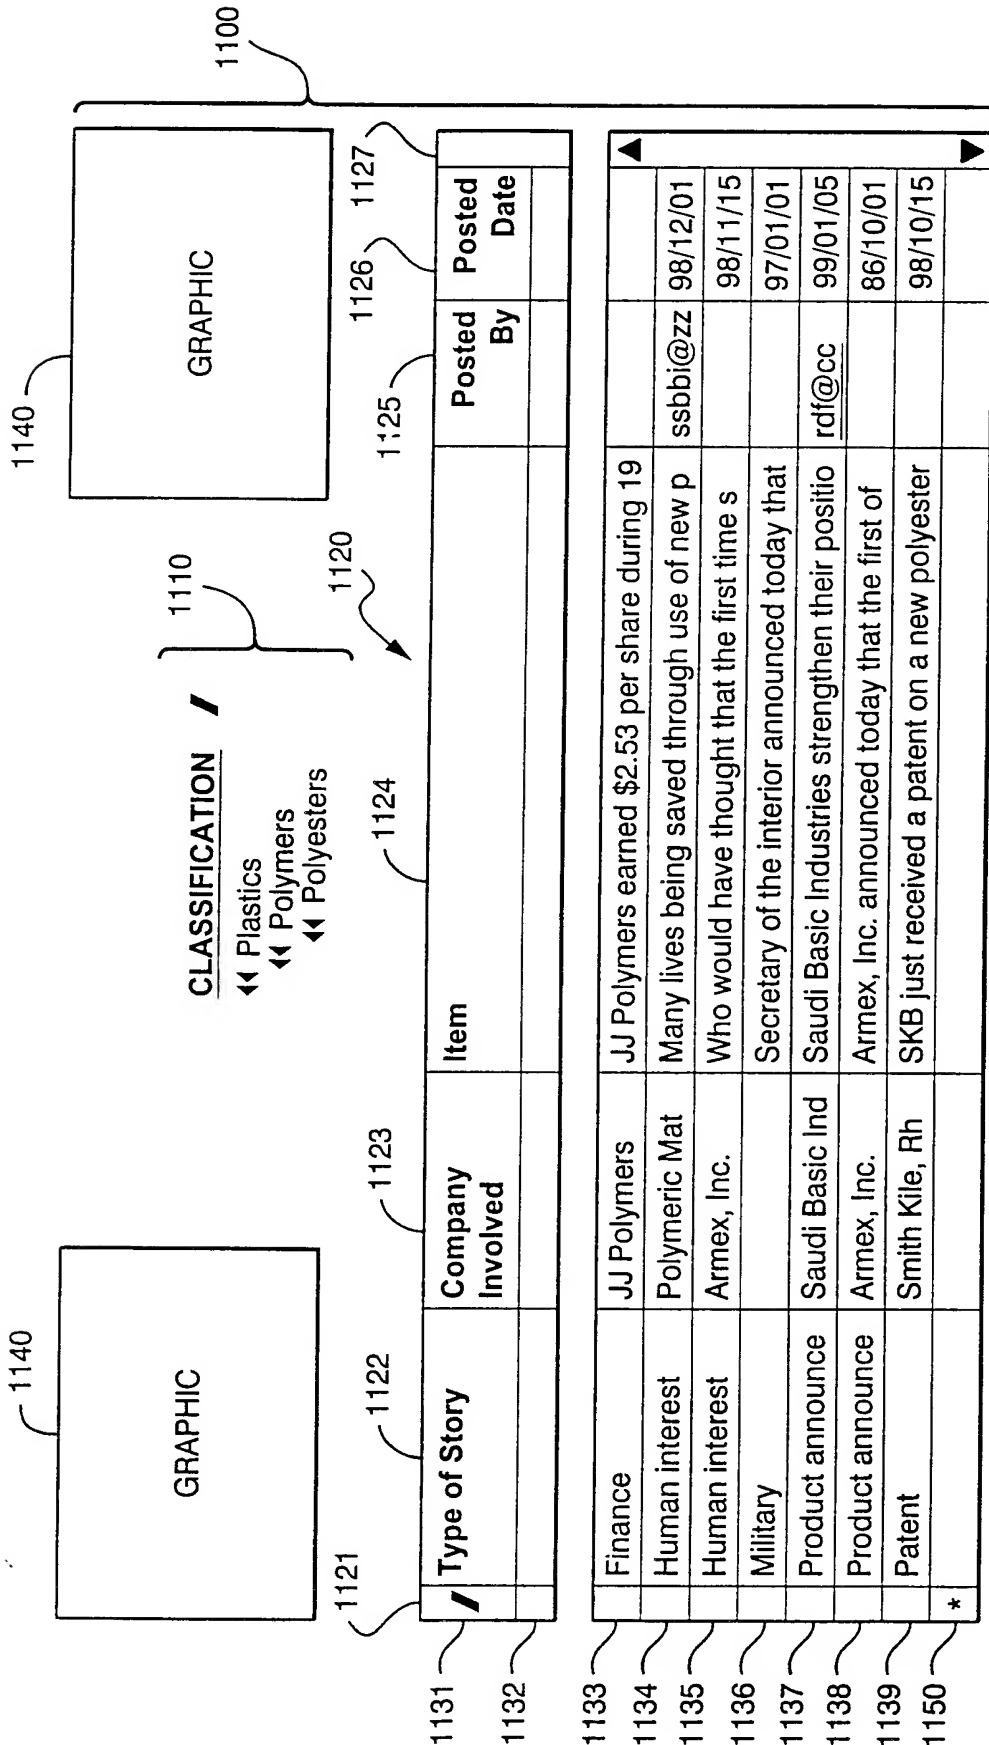 1140
1140
1100
GRAPHIC
GRAPHIC
CLASSIFICATION
Plastics
Polymers
Polyesters
1110
1120
1121
1122
1123
1124
1125
1126
1127
1131 Type of Story Company Involved Item Posted By Posted Date
1132
1133 Finance JJ Polymers JJ Polymers earned $2.53 per share during 19
1134 Human interest Polymeric Mat Many lives being saved through use of new p ssbbi@zz 98/12/01
1135 Human interest Armex, Inc. Who would have thought that the first time s 98/11/15
1136 Military Secretary of the interior announced today that 97/01/01
1137 Product announce Saudi Basic Ind Saudi Basic Industries strengthen their positio rdf@cc 99/01/05
1138 Product announce Armex, Inc. Armex, Inc. announced today that the first of 86/10/01
1139 Patent Smith Kile, Rh SKB just received a patent on a new polyester 98/10/15
1150 *